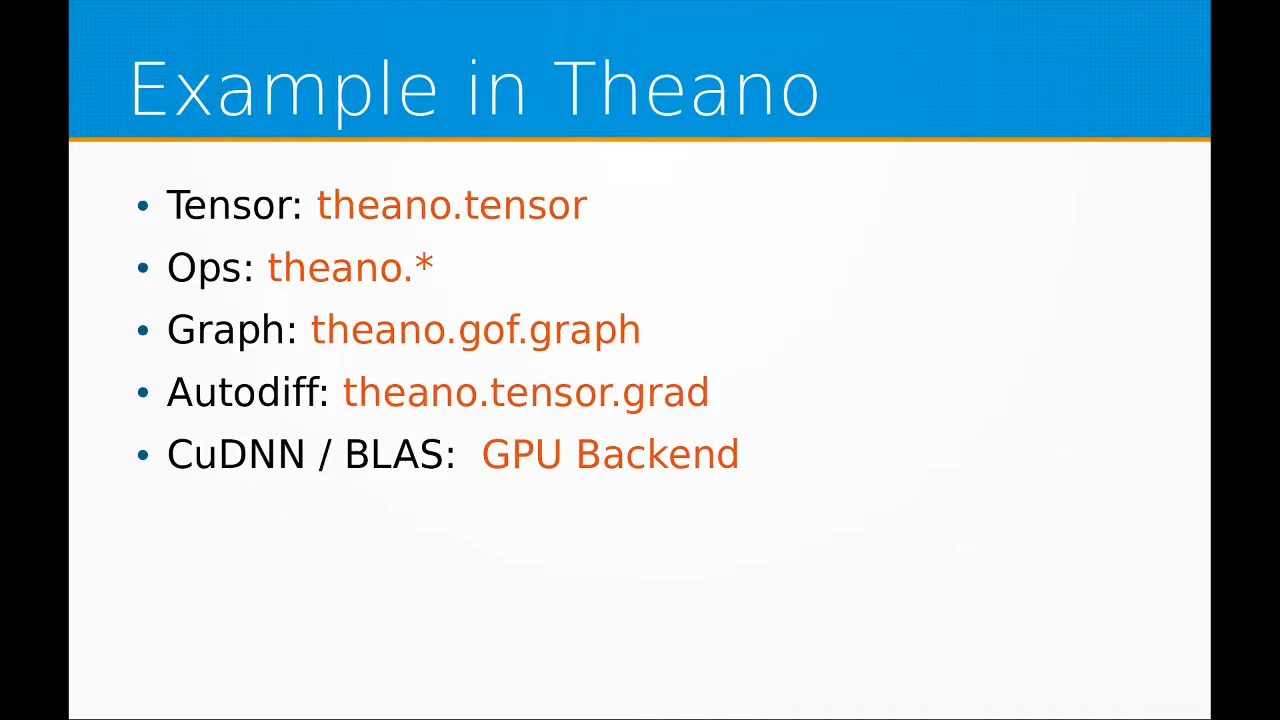 Example in Theano
• Tensor: theano.tensor
• Ops: theano.*
• Graph: theano.gof.graph
• Autodiff: theano.tensor.grad
• CuDNN / BLAS:  GPU Backend